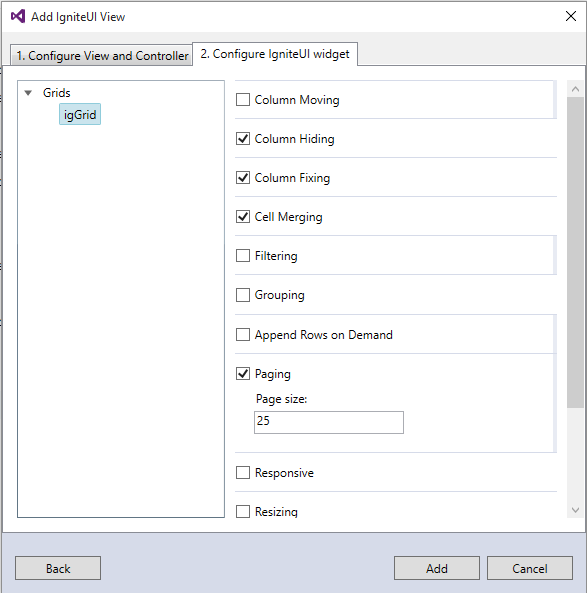 Add IgniteUI View
1. Configure View and Controller
2. Configure IgniteUI widget
Grids
igGrid
Column Moving
Column Hiding
Column Fixing
Cell Merging
Filtering
Grouping
Append Rows on Demand
Paging
Page size:
25
Responsive
Resizing
Back
Add
Cancel